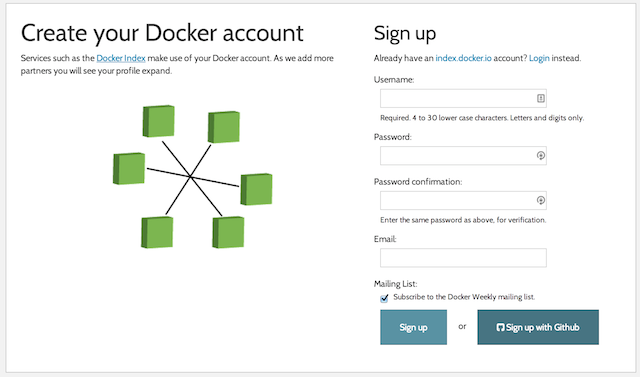 Create your Docker account
Services such as the Docker Index make use of your Docker account. As we add more
partners you will see your profile expand.
Sign up
Already have an index.docker.io account? Login instead.
Username:
Required. 4 to 30 lower case characters. Letters and digits only.
Password:
Password confirmation:
Enter the same password as above, for verification.
Email:
Mailing List:
Subscribe to the Docker Weekly mailing list.
Sign up or Sign up with Github